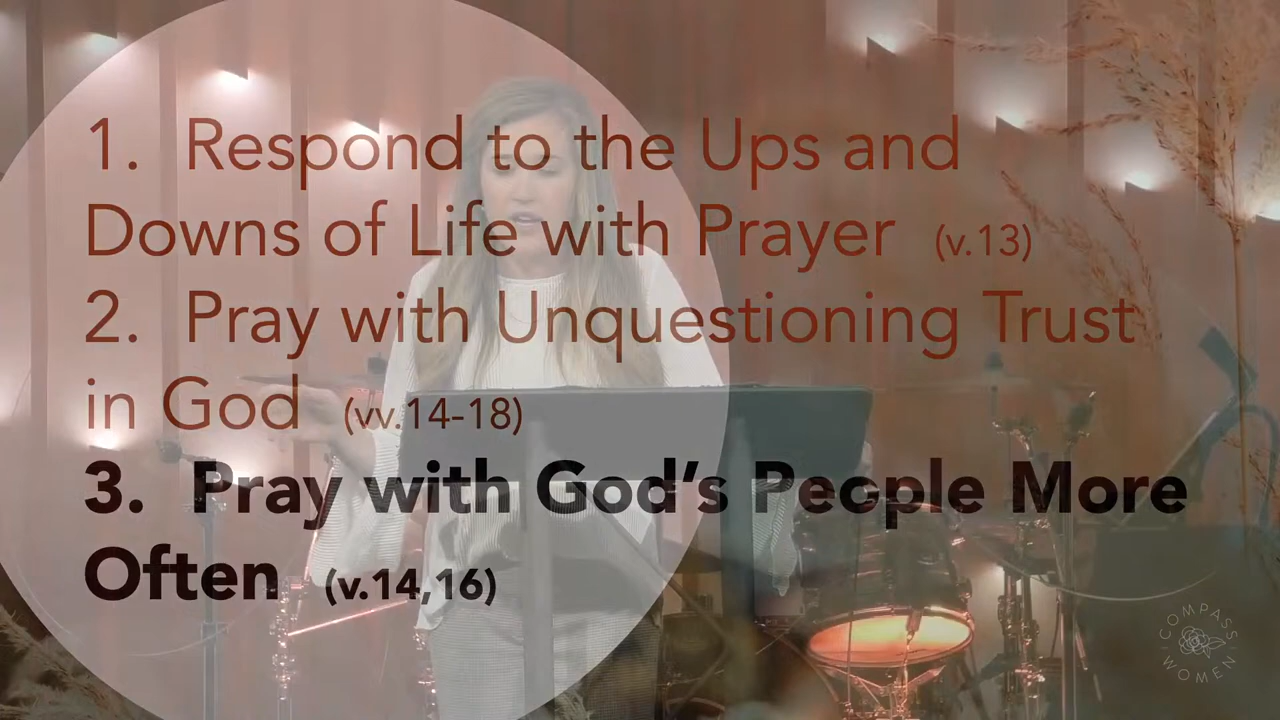 1. Respond to the Ups and
Downs of Life with Prayer (v.13)
2. Pray with Unquestioning Trust
in God (vv.14-18)
3. Pray with God's People More
Often (v.14,16)
COMPASS
WOMEN